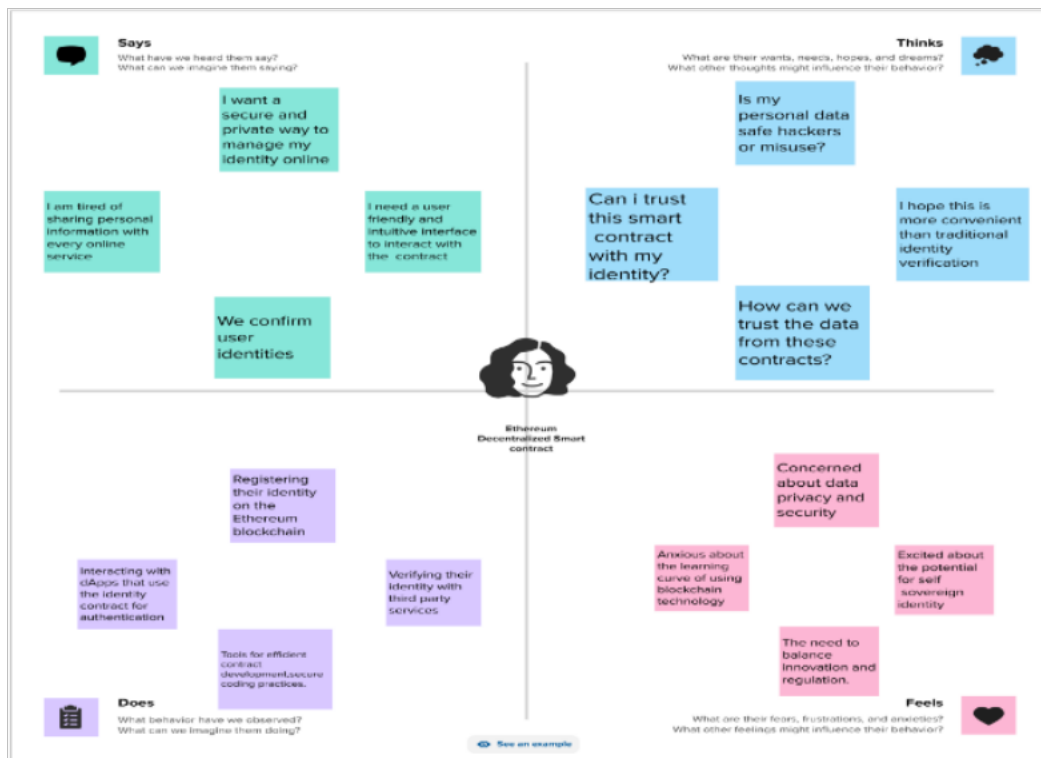 Says
What have we heard them say?
What can we imagine them saying?
I want a
secure and
private way to
manage my
identity online
I am tired of
sharing personal
information with
every online
service
I need a user
friendly and
intuitive interface
to interact with
the contract
We confirm
user
identities
Thinks
What are their wants, needs, hopes, and dreams?
What other thoughts might influence their behavior?
Is my
personal data
safe hackers
or misuse?
Can i trust
this smart
contract
with my
identity?
I hope this is
more convenient
than traditional
identity
verification
How can we
trust the data
from these
contracts?
Ethereum
Decentralized Smart
contract
Registering
their identity
on the
Ethereum
blockchain
Interacting with
dApps that use
the identity
contract for
authentication
Verifying their
identity with
third party
services
Tools for efficient
contract
development,secure
coding practices.
Does
What behavior have we observed?
What can we imagine them doing?
Concerned
about data
privacy and
security
Anxious about
the learning
curve of using
blockchain
technology
Excited about
the potential
for self
sovereign
identity
The need to
balance
innovation and
regulation.
Feels
What are their fears, frustrations, and anxieties?
What other feelings might influence their behavior?
See an example